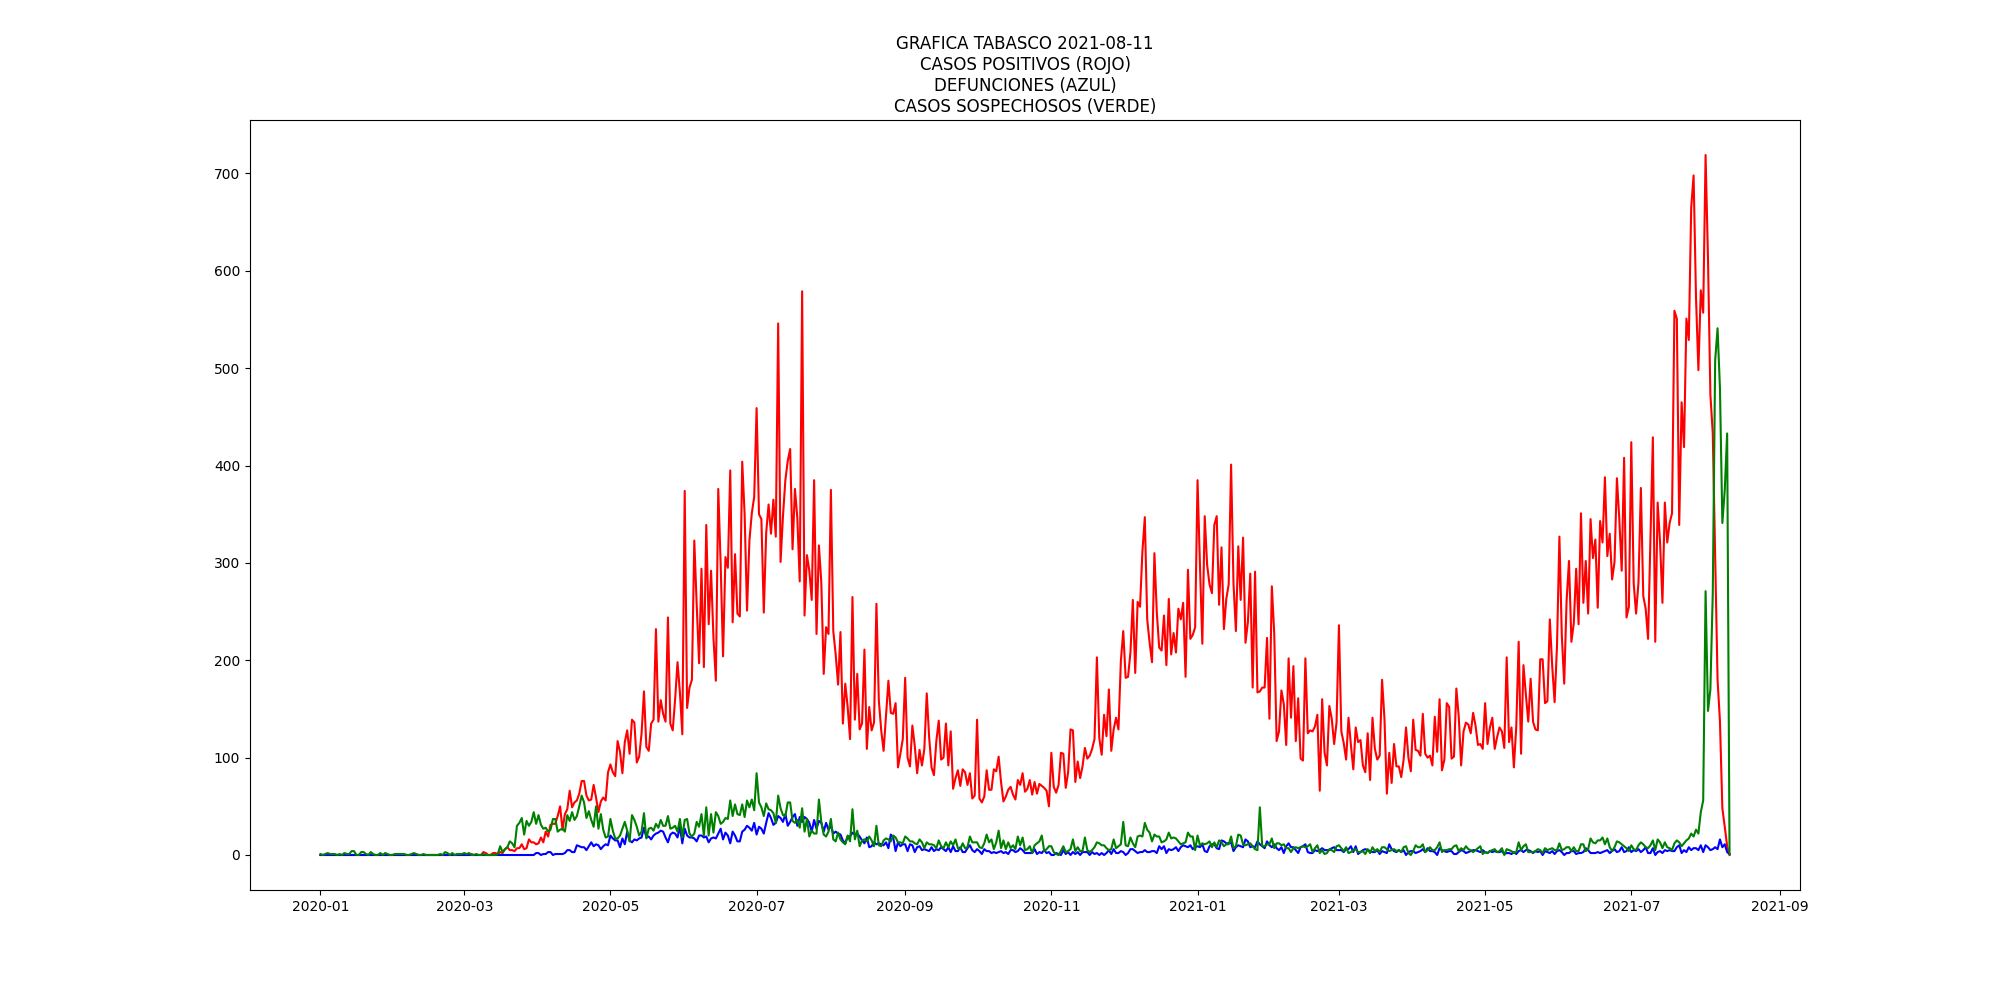 GRAFICA TABASCO 2021-08-11
CASOS POSITIVOS (ROJO)
DEFUNCIONES (AZUL)
CASOS SOSPECHOSOS (VERDE)
700
600
500
400
300
200
100
0
2020-01 2020-03 2020-05 2020-07 2020-09 2020-11 2021-01 2021-03 2021-05 2021-07 2021-09